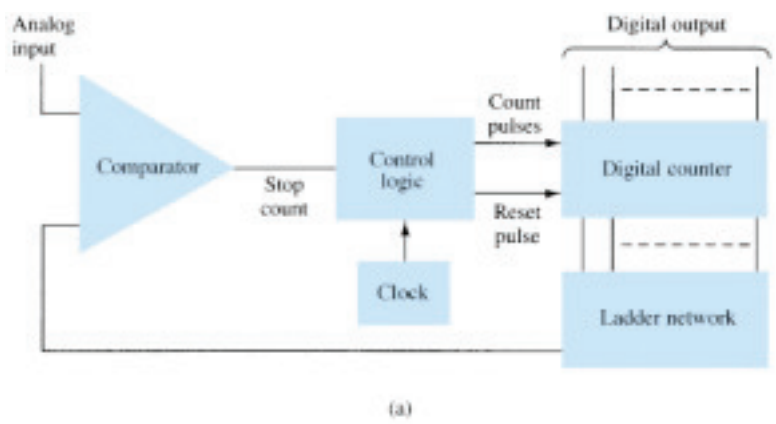 Analog
input
Digital output
Comparator
Stop
count
Control
logic
Count
pulses
Reset
pulse
Digital counter
Clock
Ladder network
(a)